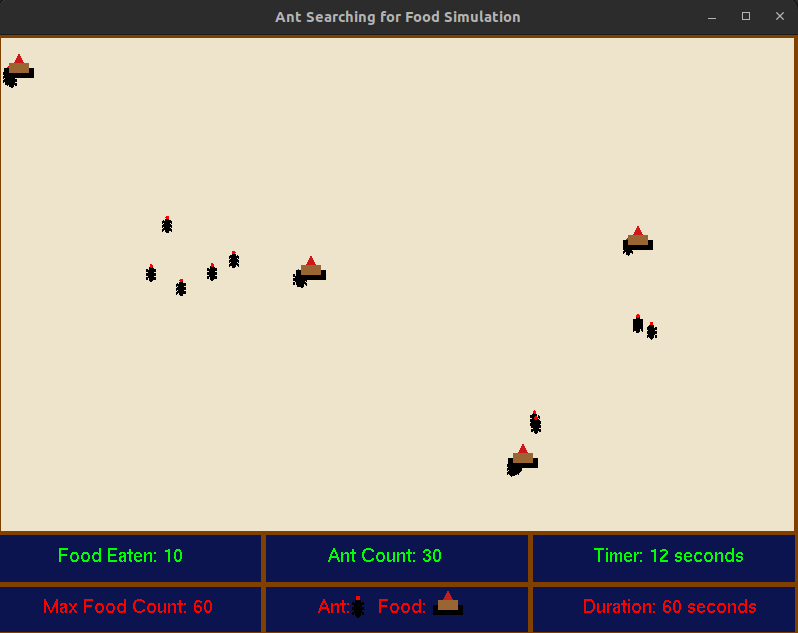 Ant Searching for Food Simulation
Food Eaten: 10
Ant Count: 30
Timer: 12 seconds
Max Food Count: 60
Ant: Food:
Duration: 60 seconds